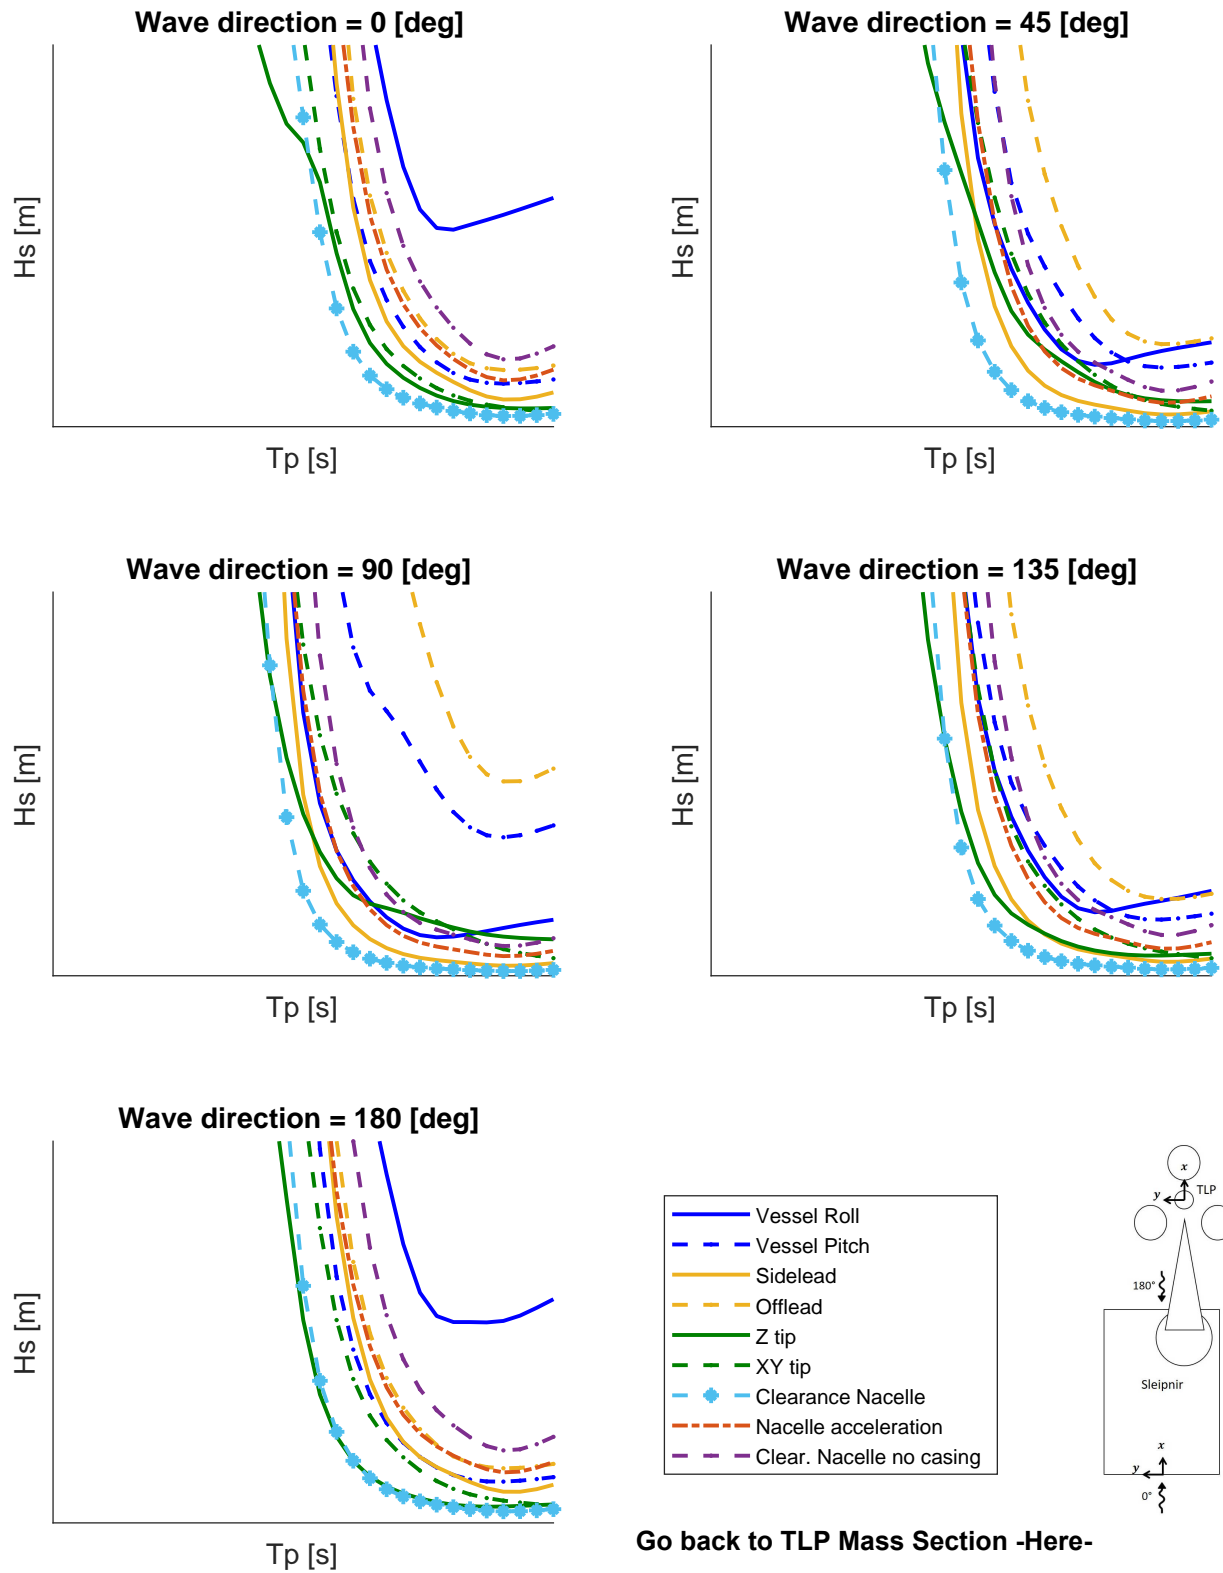 Wave direction = 0 [deg]
Wave direction = 45 [deg]
Hs [m]
Hs [m]
Tp [s]
Tp [s]
Wave direction = 90 [deg]
Wave direction = 135 [deg]
Hs [m]
Hs [m]
Tp [s]
Tp [s]
Wave direction = 180 [deg]
Hs [m]
Tp [s]
Vessel Roll
Vessel Pitch
Sidelead
Offlead
Z tip
XY tip
Clearance Nacelle
Nacelle acceleration
Clear. Nacelle no casing
x
TLP
y
180°
Sleipnir
x
y
0°
Go back to TLP Mass Section -Here-